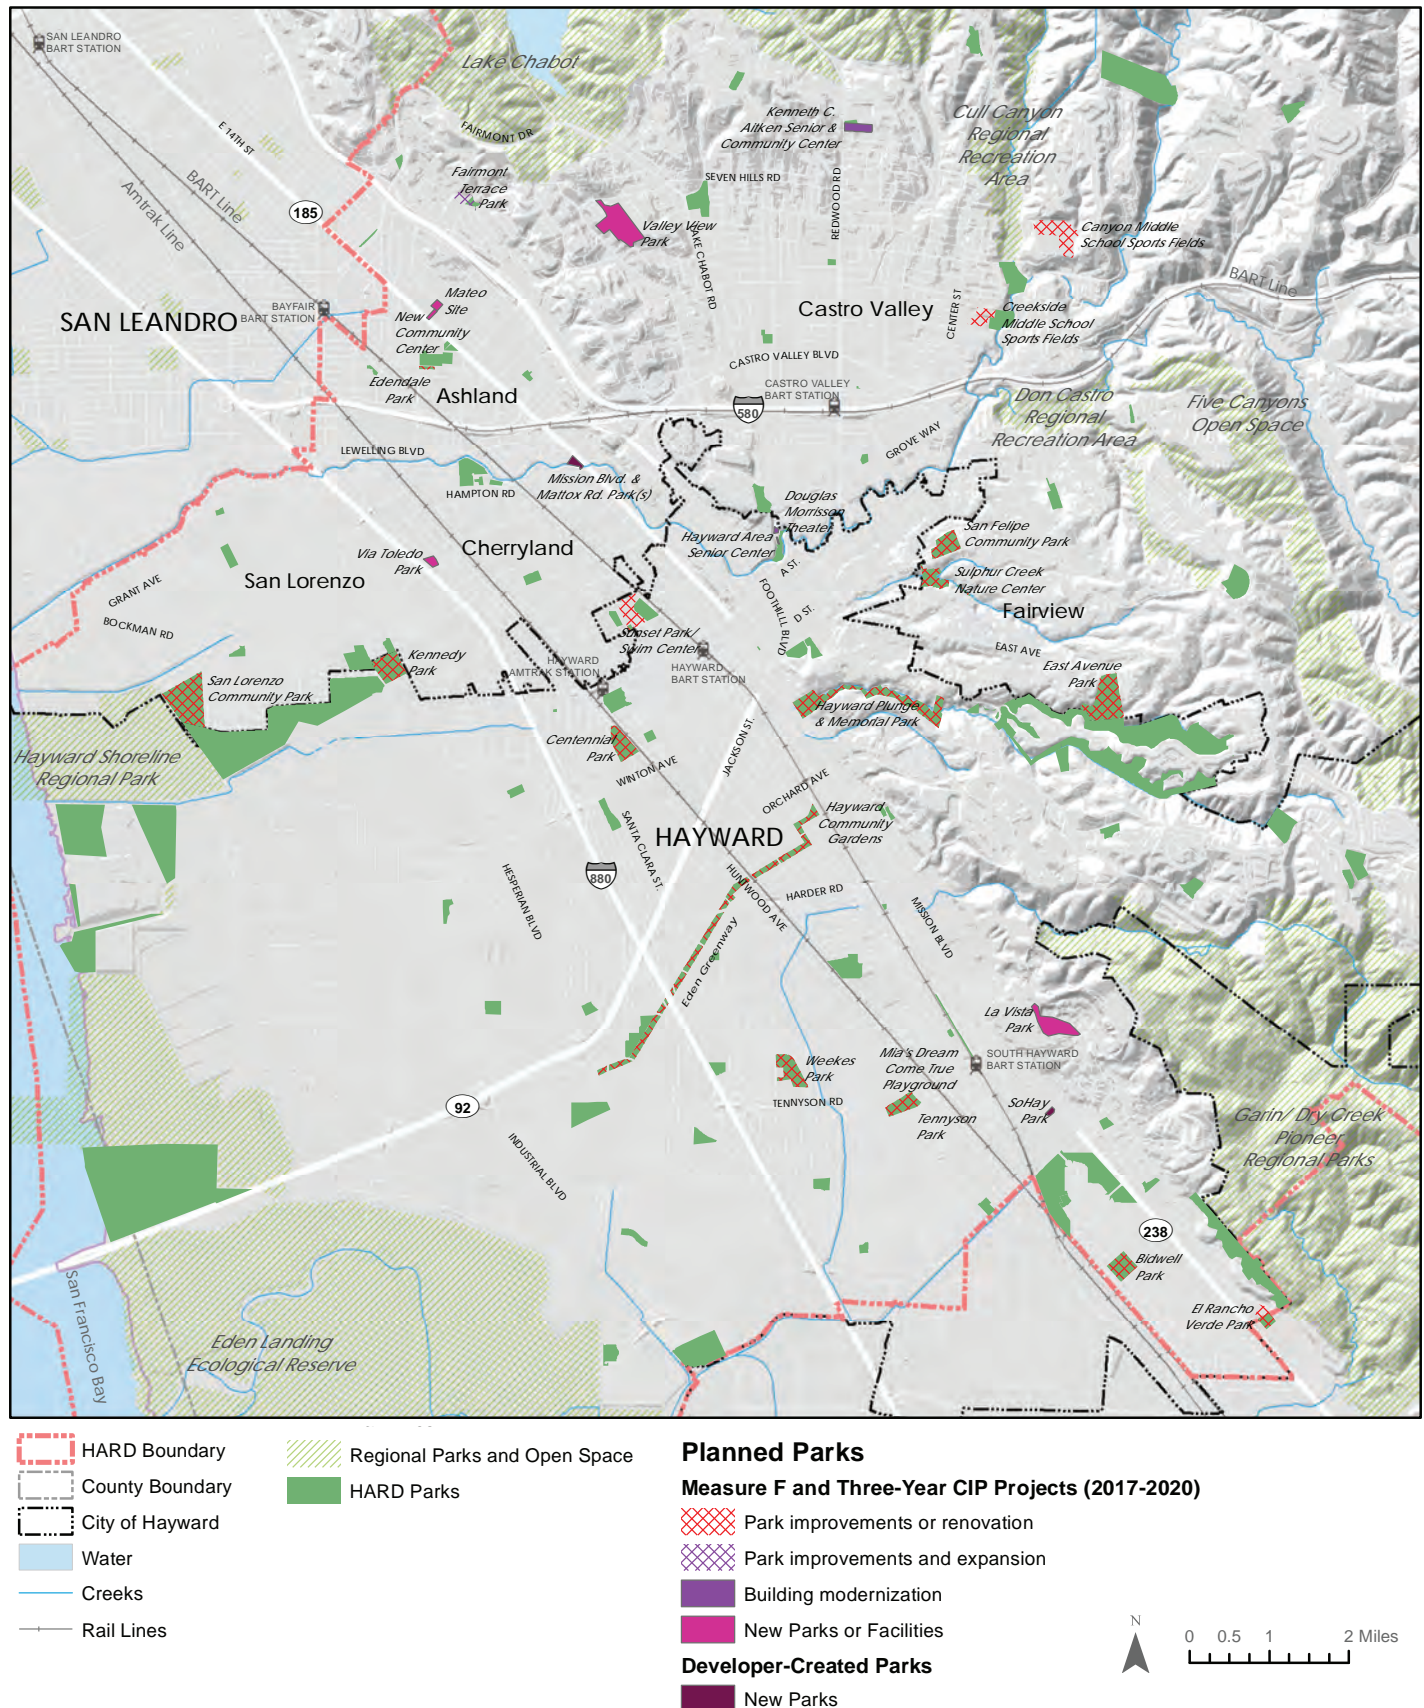 SAN LEANDRO
BART STATION
Lake Chabot
E 14TH ST
FAIRMONT DR
Kenneth C.
Aitken Senior &
Community Center
Cull Canyon
Regional
Recreation
Area
BART Line
Amtrak Line
185
Fairmont
Terrace
Park
SEVEN HILLS RD
REDWOOD RD
Valley View
Park
LAKE CHABOT RD
Canyon Middle
School Sports Fields
BART Line
SAN LEANDRO
BAYFAIR
BART STATION
Mateo
Site
New
Community
Center
Castro Valley
CENTER ST
Creekside
Middle School
Sports Fields
Edendale
Park
Ashland
CASTRO VALLEY BLVD
CASTRO VALLEY
BART STATION
580
Don Castro
Regional
Recreation Area
Five Canyons
Open Space
LEWELLING BLVD
GROVE WAY
HAMPTON RD
Mission Blvd. &
Mattox Rd. Park(s)
Douglas
Morrisson
Theater
Hayward Area
Senior Center
San Felipe
Community Park
Cherryland
Via Toledo
Park
San Lorenzo
A ST.
FOOTHILLL BLVD
D ST.
Sulphur Creek
Nature Center
Fairview
GRANT AVE
BOCKMAN RD
Sunset Park/
Swim Center
HAYWARD
AMTRAK STATION
HAYWARD
BART STATION
EAST AVE
East Avenue
Park
Kennedy
Park
San Lorenzo
Community Park
Hayward Plunge
& Memorial Park
Hayward Shoreline
Regional Park
Centennial
Park
WINTON AVE
JACKSON ST.
ORCHARD AVE
SANTA CLARA ST.
HAYWARD
Hayward
Community
Gardens
880
HESPERIAN BLVD
HUNTWOOD AVE
HARDER RD
MISSION BLVD
Eden Greenway
La Vista
Park
SOUTH HAYWARD
BART STATION
Weekes
Park
Mia's Dream
Come True
Playground
TENNYSON RD
Tennyson
Park
SoHay
Park
92
INDUSTRIAL BLVD
Garin/ Dry Creek
Pioneer
Regional Parks
238
Bidwell
Park
El Rancho
Verde Park
San Francisco Bay
Eden Landing
Ecological Reserve
HARD Boundary
County Boundary
City of Hayward
Water
Creeks
Rail Lines
Regional Parks and Open Space
HARD Parks
Planned Parks
Measure F and Three-Year CIP Projects (2017-2020)
Park improvements or renovation
Park improvements and expansion
Building modernization
New Parks or Facilities
Developer-Created Parks
New Parks
N
0 0.5 1 2 Miles